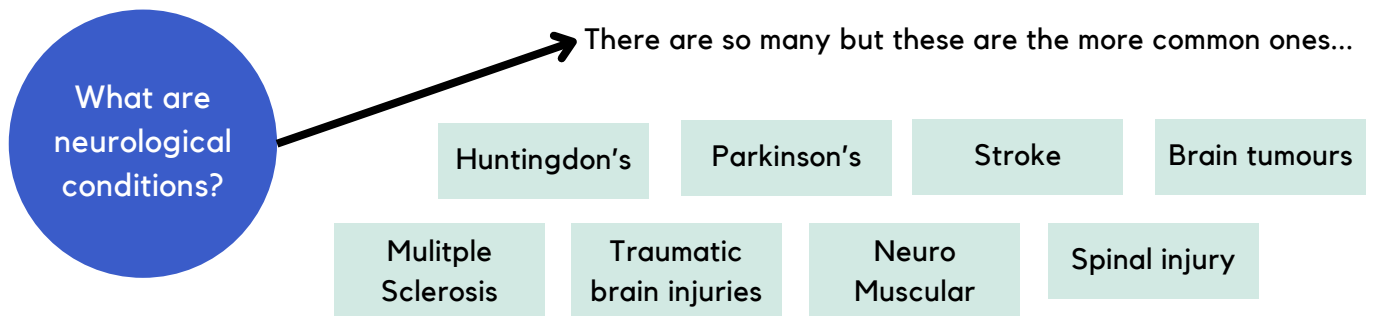 What are
neurological
conditions?
There are so many but these are the more common ones...
Huntingdon's
Parkinson's
Stroke
Brain tumours
Mulitple
Sclerosis
Traumatic
brain injuries
Neuro
Muscular
Spinal injury